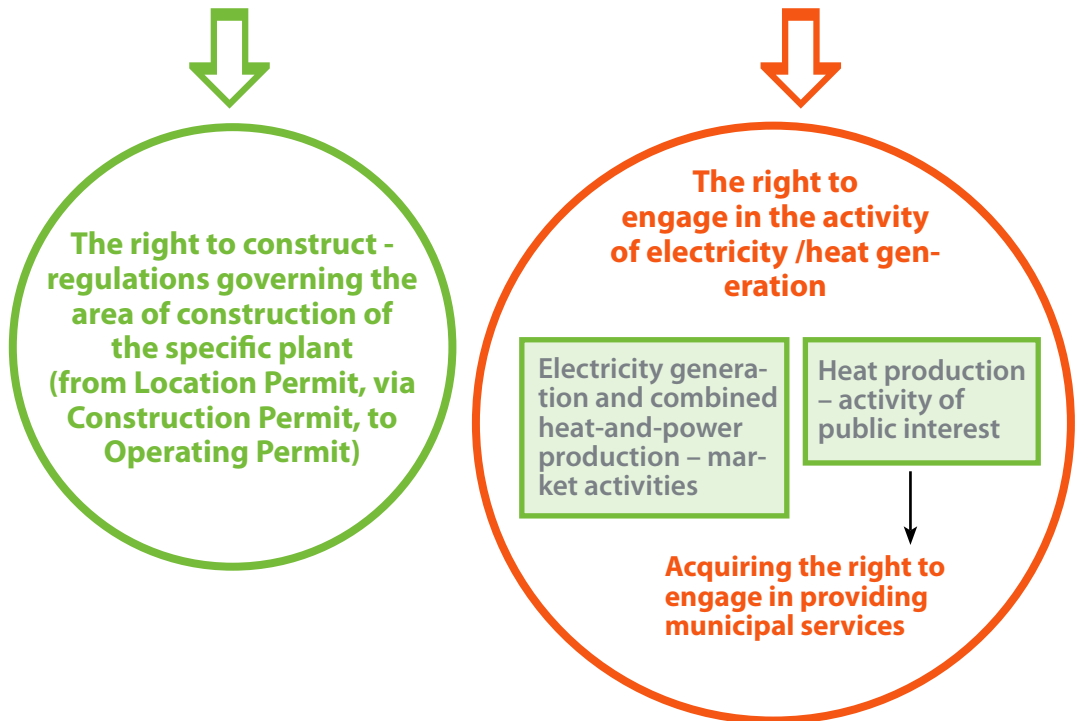 The right to construct -
regulations governing the
area of construction of
the specific plant
(from Location Permit, via
Construction Permit, to
Operating Permit)
The right to
engage in the activity
of electricity /heat gen-
eration
Electricity genera-
tion and combined
heat-and-power
production – mar-
ket activities
Heat production
– activity of
public interest
Acquiring the right to
engage in providing
municipal services